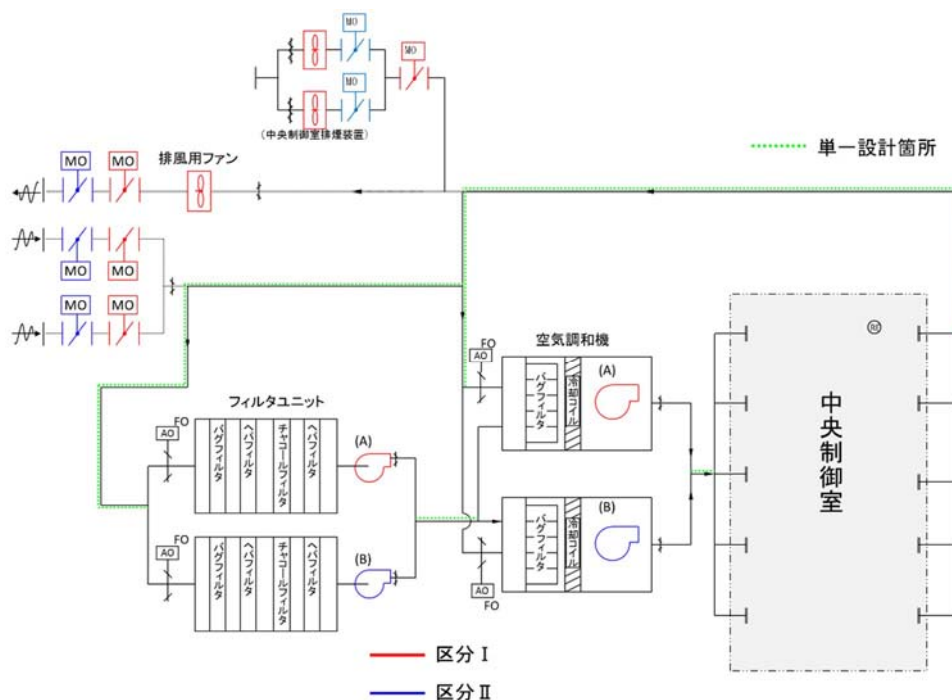 MO
MO
MO
(中央制御室排煙装置)
単一設計箇所
排風用ファン
MO
MO
MO
MO
MO
MO
空気調和機
FO
AO
バグフィルタ
冷却コイル
(A)
フィルタユニット
FO
AO
バグフィルタ
ヘパフィルタ
チャコールフィルタ
ヘパフィルタ
(A)
中央制御室
バグフィルタ
冷却コイル
(B)
AO
FO
FO
AO
バグフィルタ
ヘパフィルタ
チャコールフィルタ
ヘパフィルタ
(B)
区分Ⅰ
区分Ⅱ